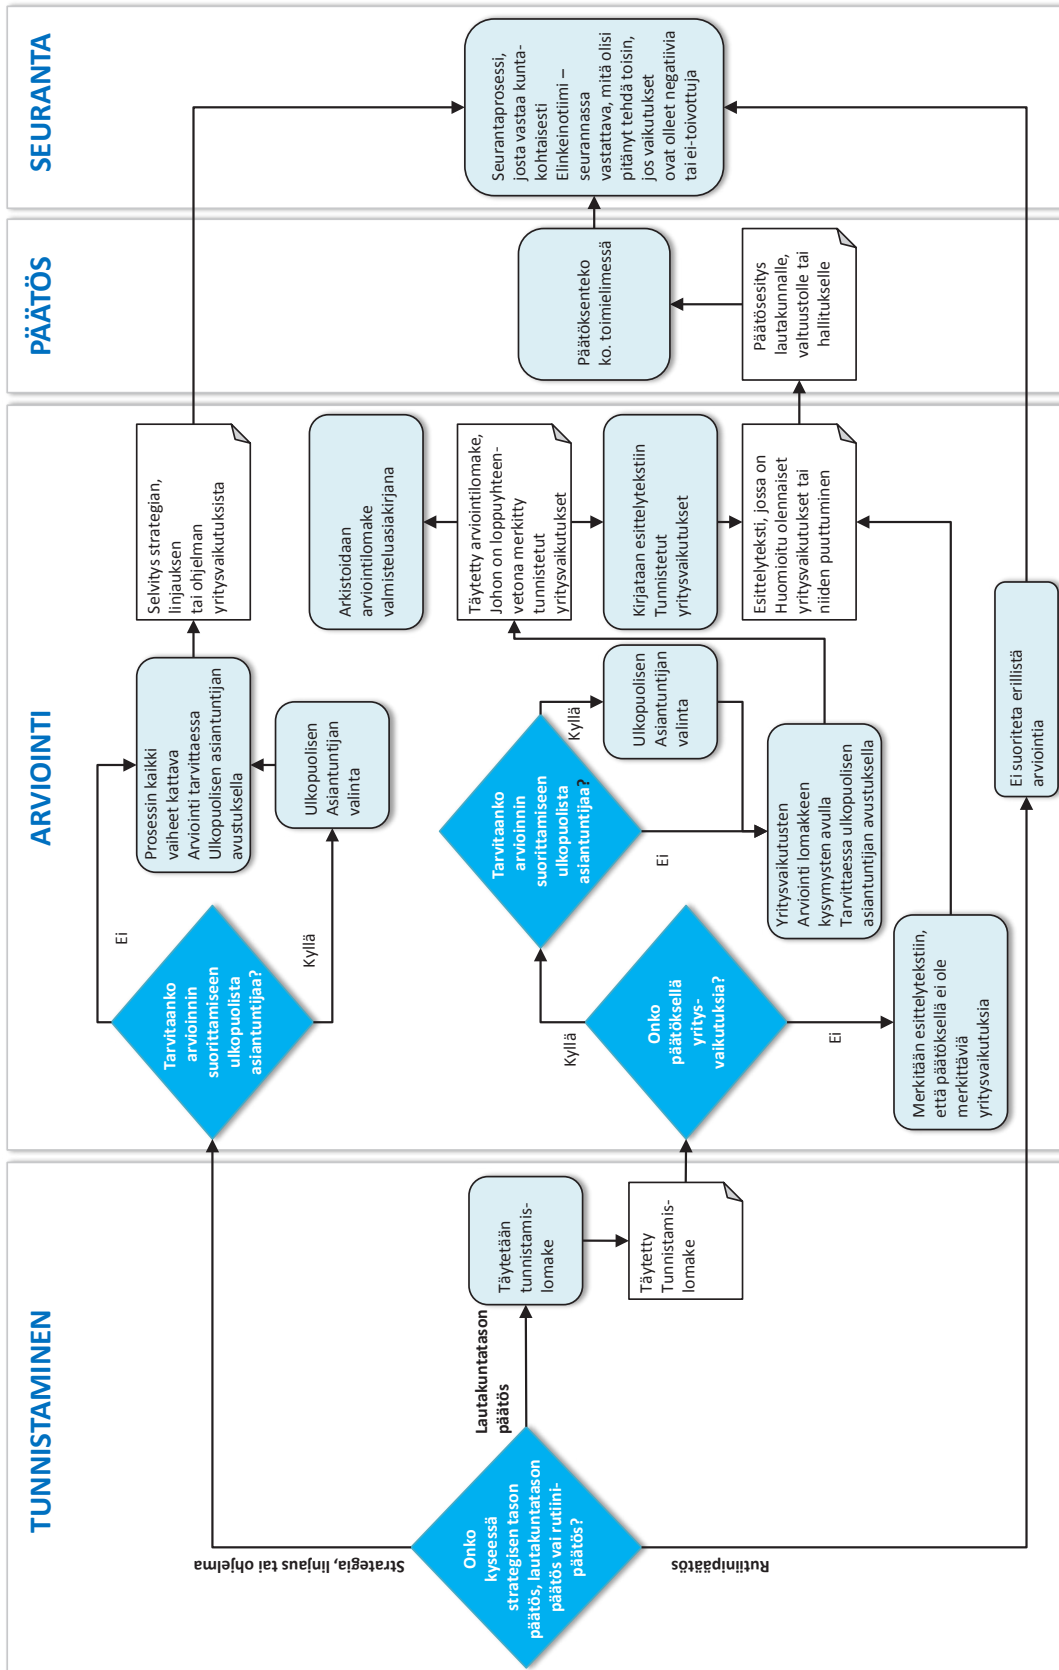 TUNNISTAMINEN
Onko
kyseessä
strategisen tason
päätös, lautakuntatason
päätös vai rutiini-
päätös?
Strategia, linjaus tai ohjelma
Lautakuntatason
päätös
Rutiinipäätös
Täytetään
tunnistamis-
lomake
Täytetty
Tunnistamis-
lomake
ARVIOINTI
Tarvitaanko
arvioinnin
suorittamiseen
ulkopuolista
asiantuntijaa?
Ei
Kyllä
Prosessin kaikki
vaiheet kattava
Arviointi tarvittaessa
Ulkopuolisen asiantuntijan
avustuksella
Ulkopuolisen
Asiantuntijan
valinta
Selvitys strategian,
linjauksen
tai ohjelman
yritysvaikutuksista
Onko
päätöksellä
yritys-
vaikutuksia?
Kyllä
Ei
Tarvitaanko
arvioinnin
suorittamiseen
ulkopuolista
asiantuntijaa?
Kyllä
Ei
Ulkopuolisen
Asiantuntijan
valinta
Yritysvaikutusten
Arviointi lomakkeen
kysymysten avulla
Tarvittaessa ulkopuolisen
asiantuntijan avustuksella
Merkitään esittelytekstiin,
että päätöksellä ei ole
merkittäviä
yritysvaikutuksia
Arkistoidaan
arviointilomake
valmisteluasiakirjana
Täytetty arviointilomake,
Johon on loppuyhteen-
vetona merkitty
tunnistetut
yritysvaikutukset
Kirjataan esittelytekstiin
Tunnistetut
yritysvaikutukset
Esittelyteksti, jossa on
Huomioitu olennaiset
yritysvaikutukset tai
niiden puuttuminen
Ei suoriteta erillistä
arviointia
PÄÄTÖS
Päätöksenteko
ko. toimielimessä
Päätösesitys
lautakunnalle,
valtuustolle tai
hallitukselle
SEURANTA
Seurantaprosessi,
josta vastaa kunta-
kohtaisesti
Elinkeinotiimi –
seurannassa
vastattava, mitä olisi
pitänyt tehdä toisin,
jos vaikutukset
ovat olleet negatiivia
tai ei-toivottuja